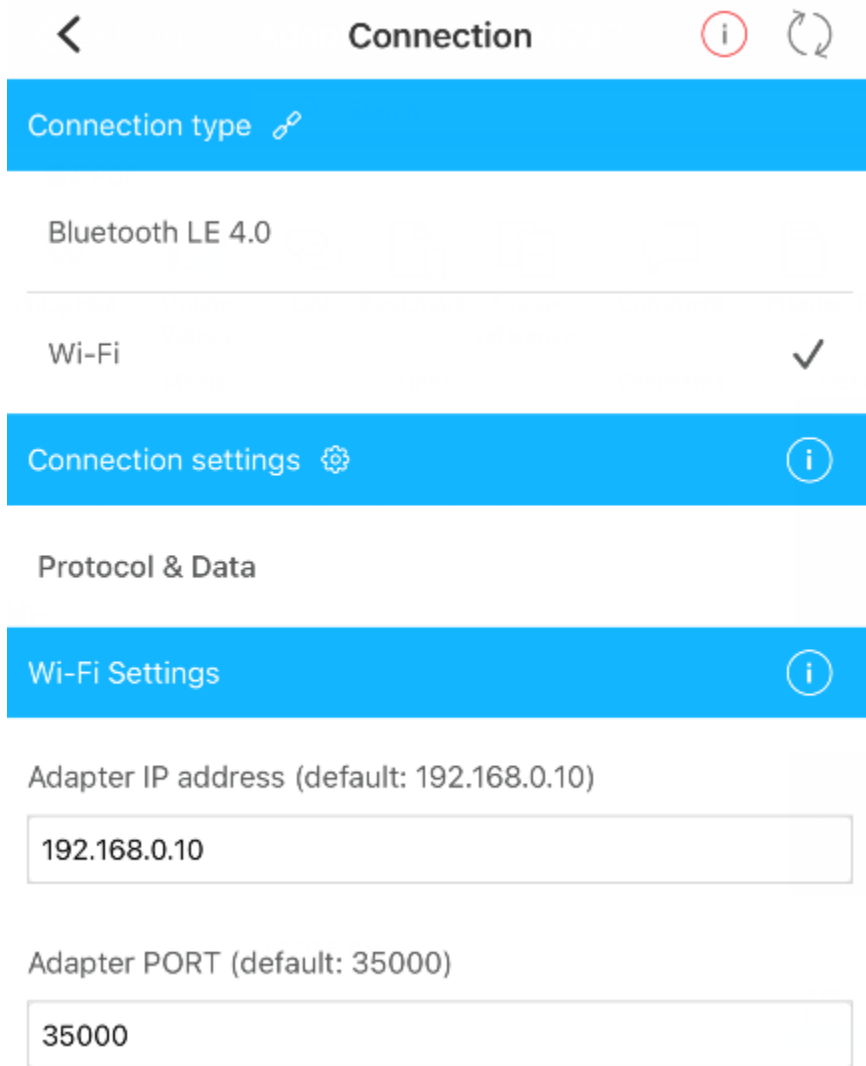 Connection
Connection type
Bluetooth LE 4.0
Wi-Fi
Connection settings
Protocol & Data
Wi-Fi Settings
Adapter IP address (default: 192.168.0.10)
192.168.0.10
Adapter PORT (default: 35000)
35000